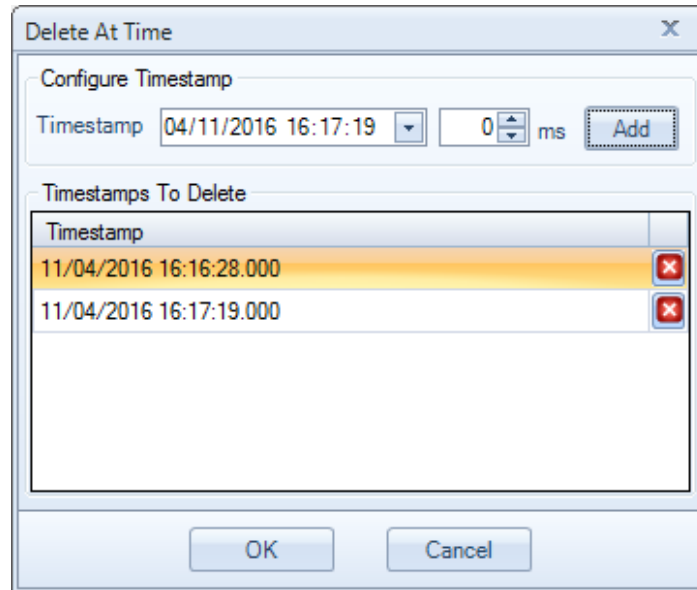 Delete At Time
Configure Timestamp
Timestamp 04/11/2016 16:17:19 0 ms Add
Timestamps To Delete
Timestamp
11/04/2016 16:16:28.000
11/04/2016 16:17:19.000
OK Cancel